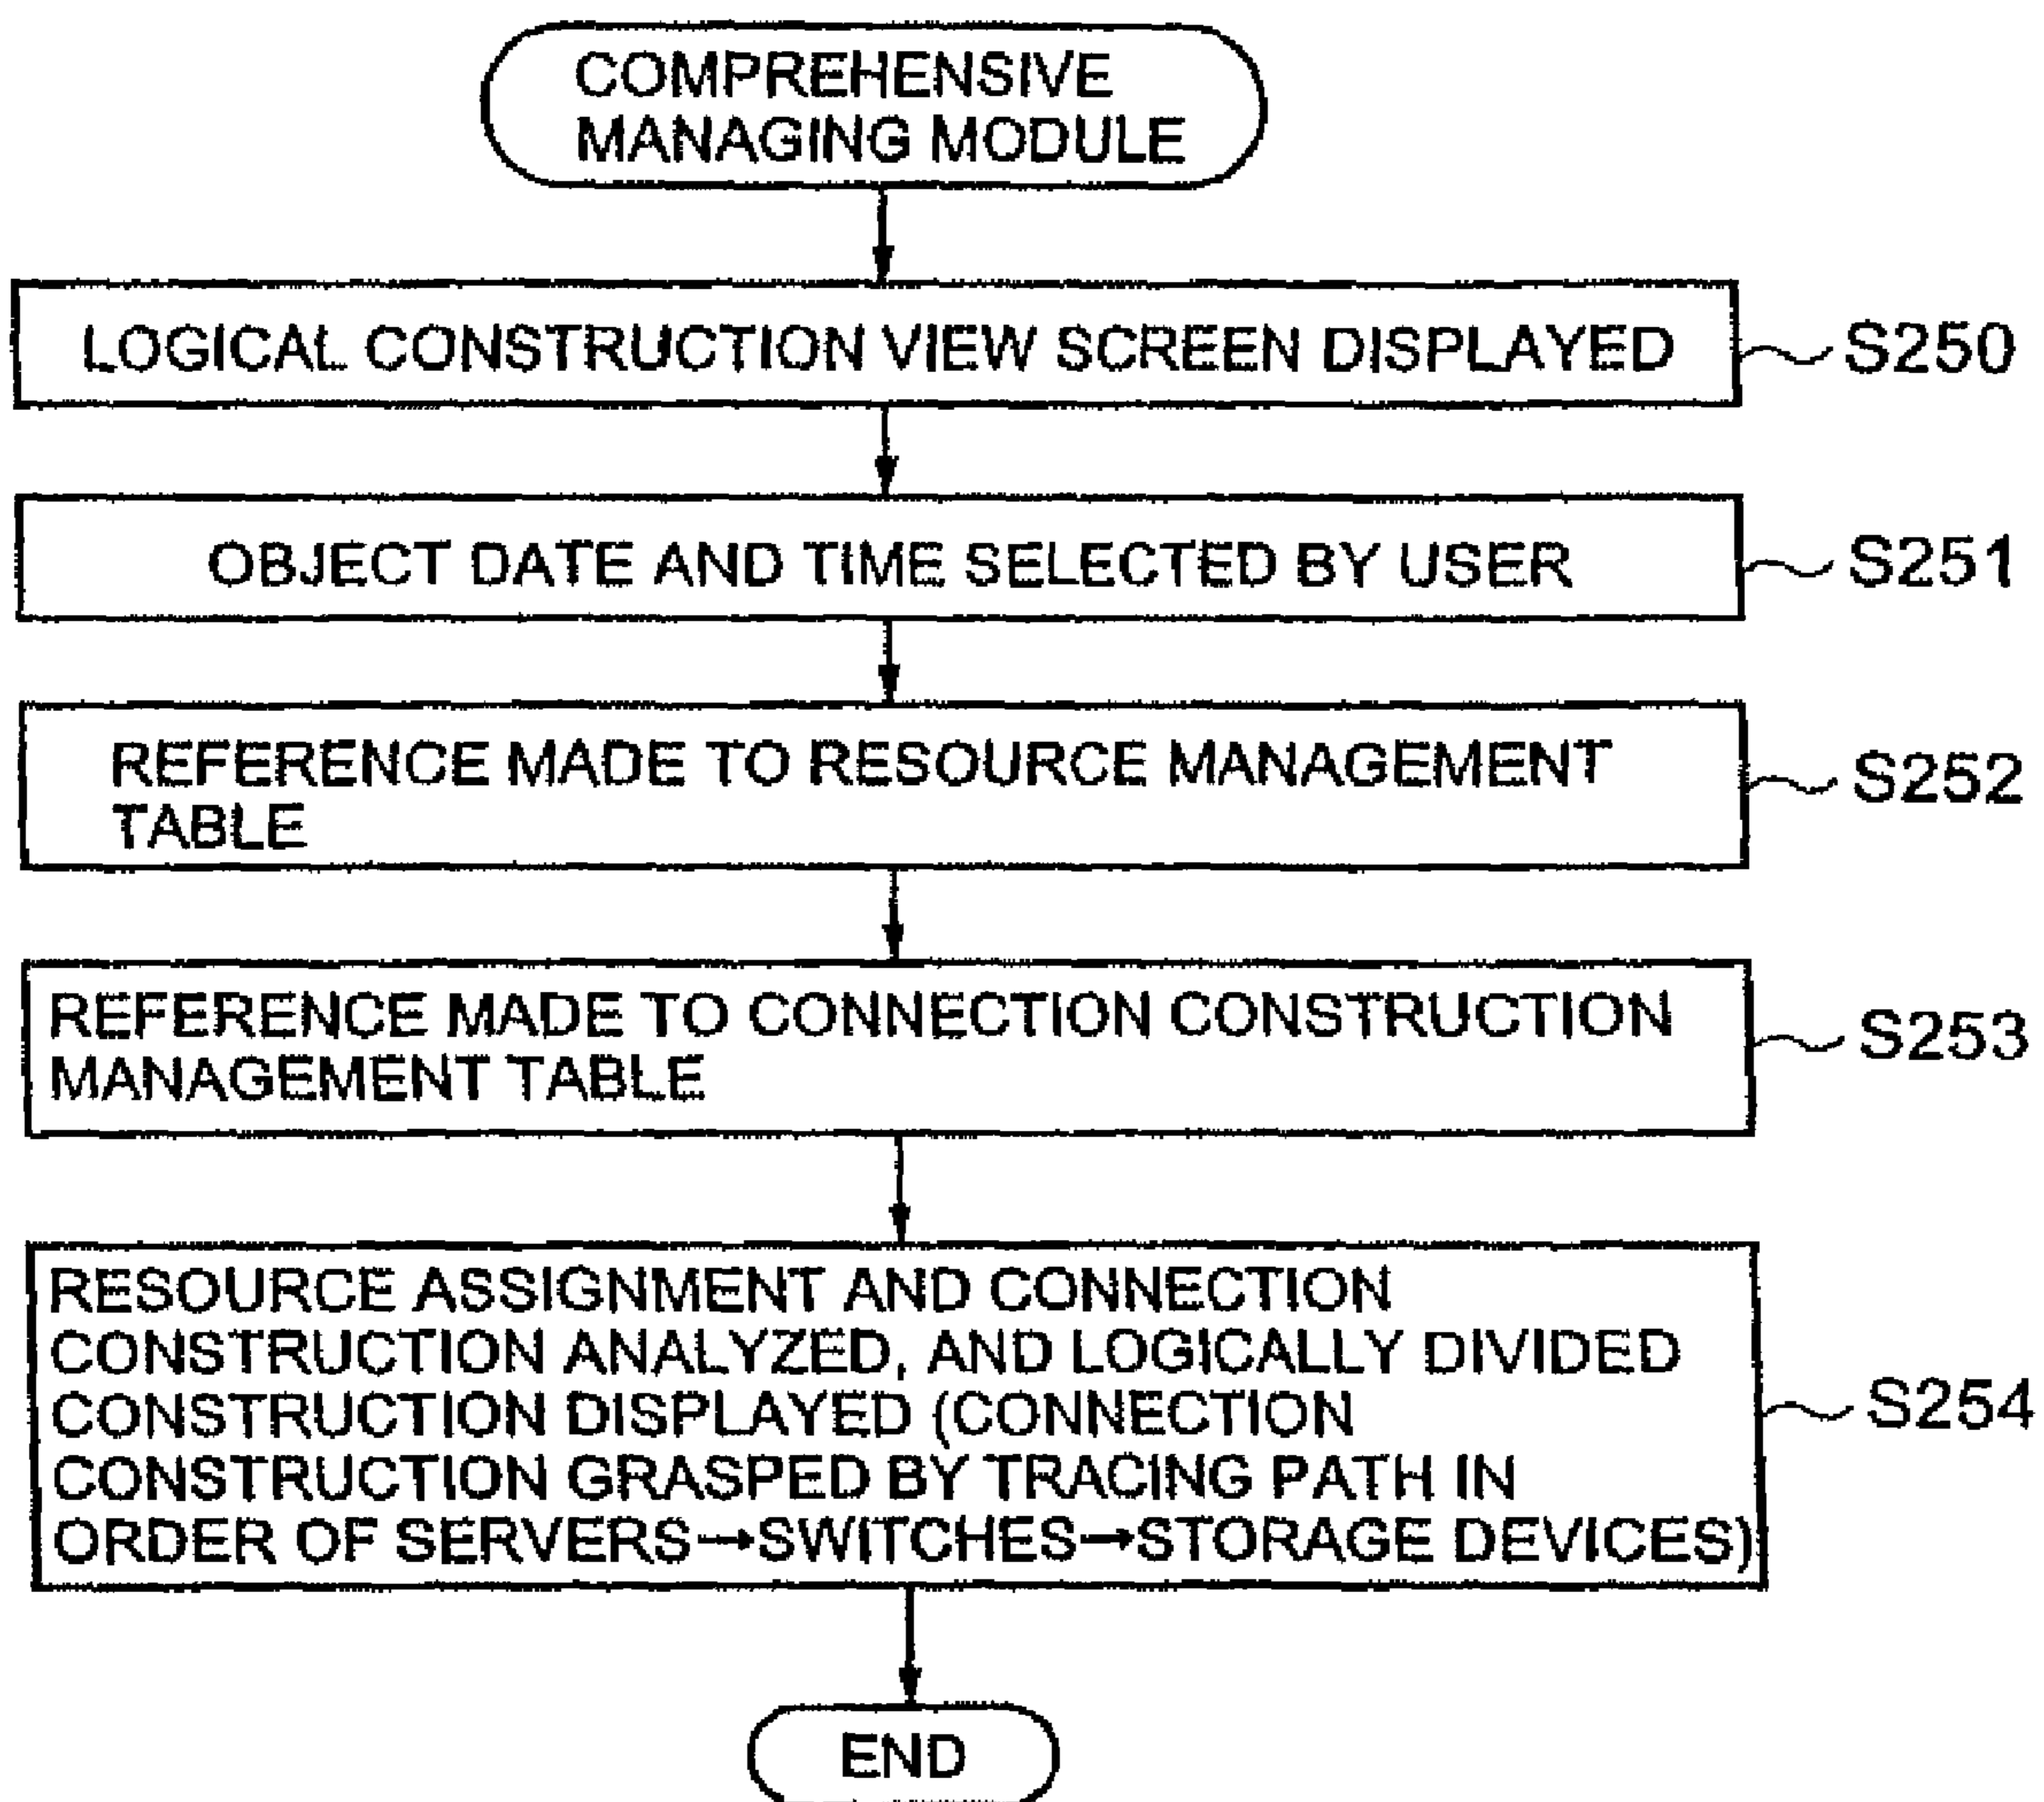 COMPREHENSIVE
MANAGING MODULE
LOGICAL CONSTRUCTION VIEW SCREEN DISPLAYED
S250
OBJECT DATE AND TIME SELECTED BY USER
S251
REFERENCE MADE TO RESOURCE MANAGEMENT
TABLE
S252
REFERENCE MADE TO CONNECTION CONSTRUCTION
MANAGEMENT TABLE
S253
RESOURCE ASSIGNMENT AND CONNECTION
CONSTRUCTION ANALYZED, AND LOGICALLY DIVIDED
CONSTRUCTION DISPLAYED (CONNECTION
CONSTRUCTION GRASPED BY TRACING PATH IN
ORDER OF SERVERS→SWITCHES→STORAGE DEVICES)
S254
END